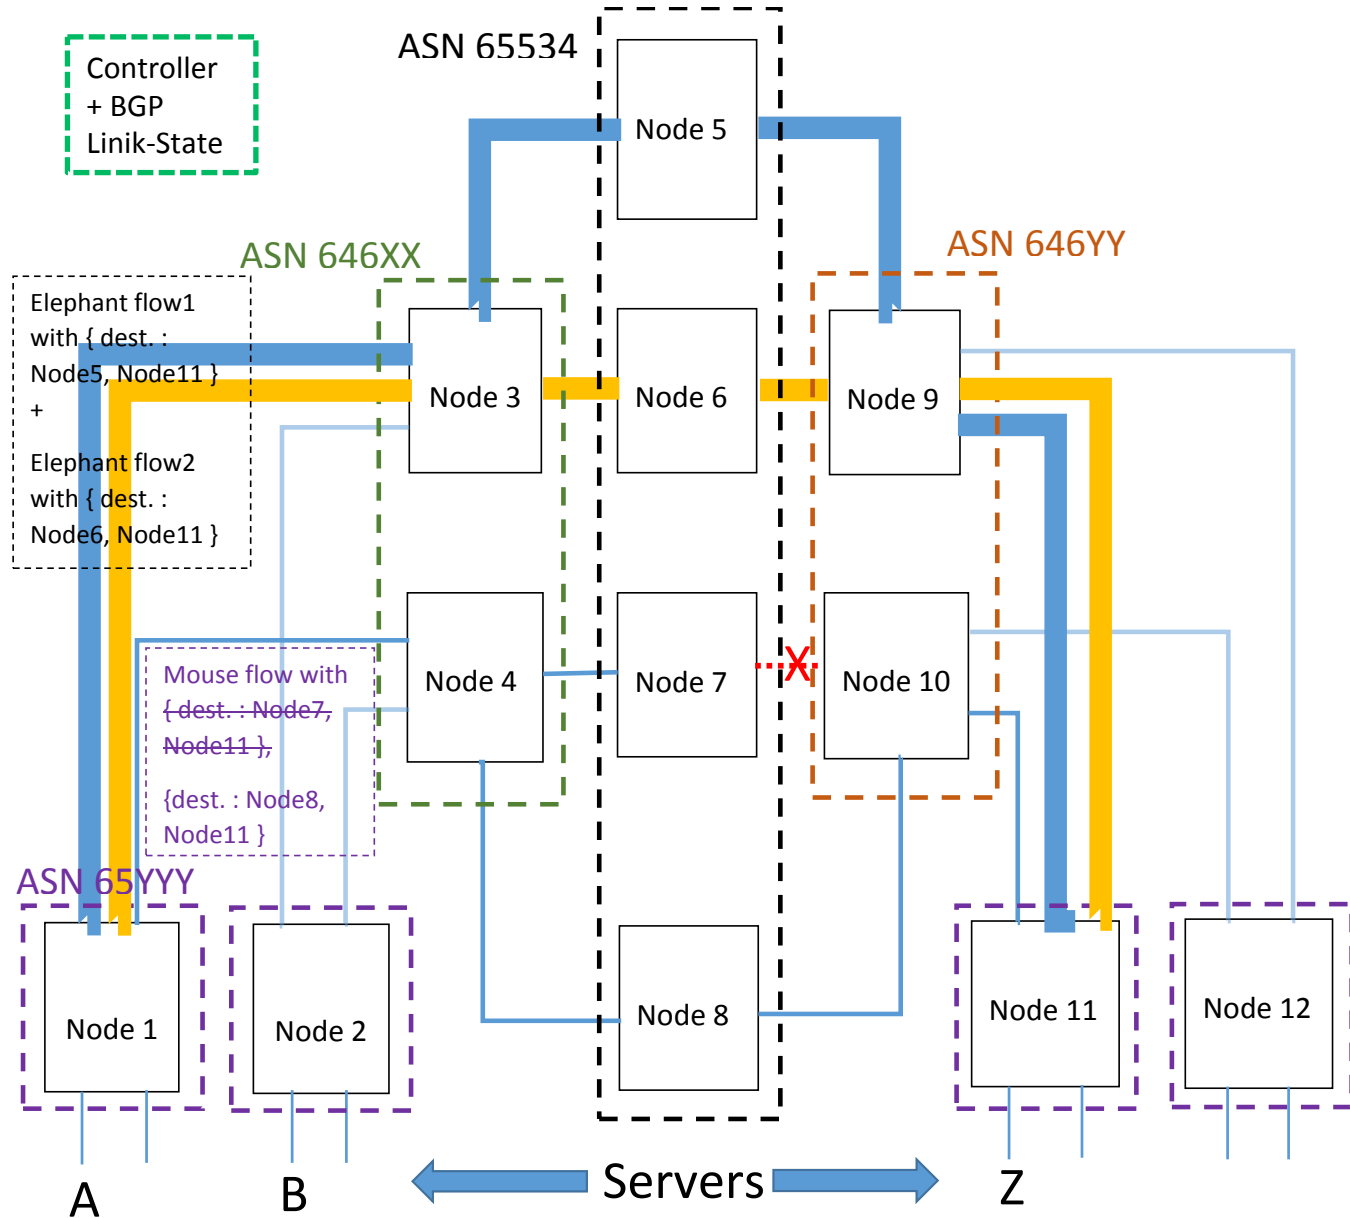 ASN 65534
Controller
+ BGP
Linik-State
Node 5
ASN 646XX
ASN 646YY
Elephant flow1
with { dest. :
Node5, Node11 }
+
Elephant flow2
with { dest. :
Node6, Node11 }
Node 3
Node 6
Node 9
Mouse flow with
{ dest. : Node7,
Node11 },
{dest. : Node8,
Node11 }
Node 4
Node 7
X
Node 10
ASN 65YYY
Node 1
Node 2
Node 8
Node 11
Node 12
A
B
Servers
Z